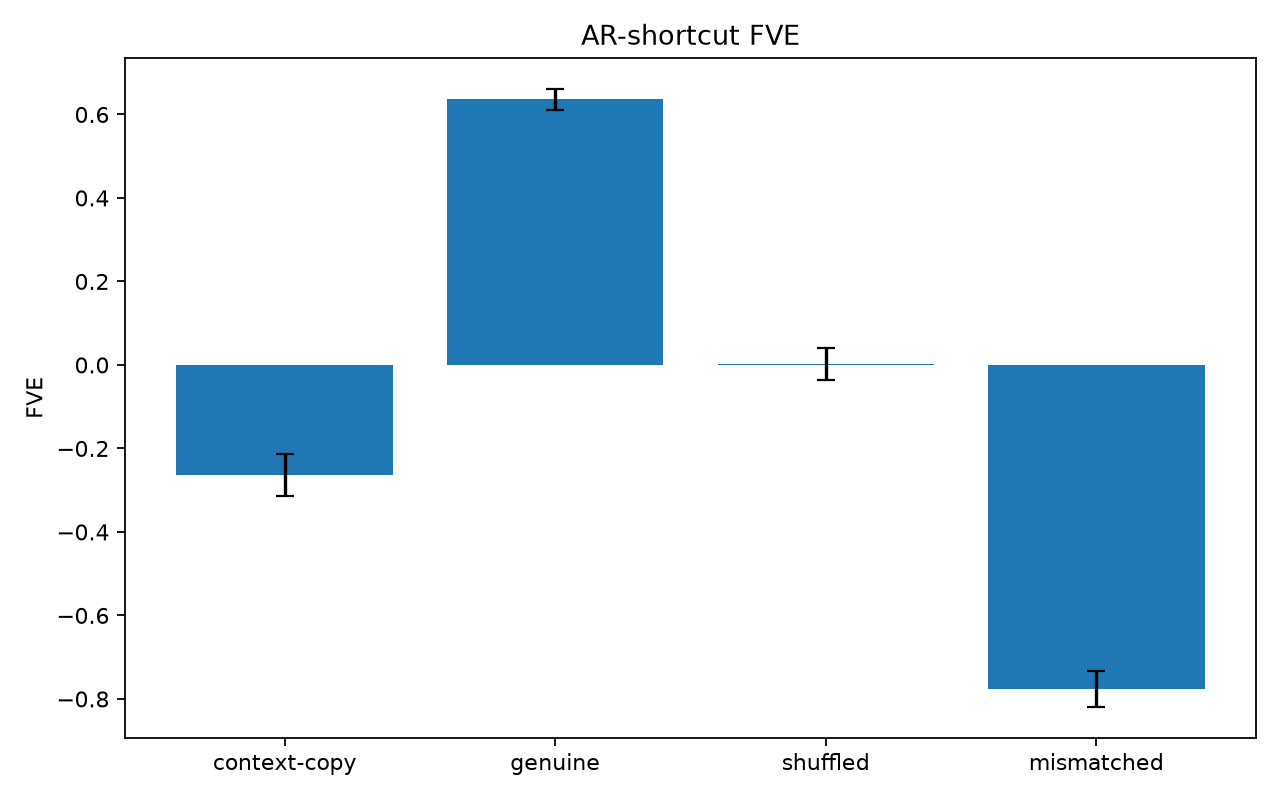 AR-shortcut FVE
0.6
0.4
0.2
0.0
−0.2
−0.4
−0.6
−0.8
FVE
context-copy
genuine
shuffled
mismatched